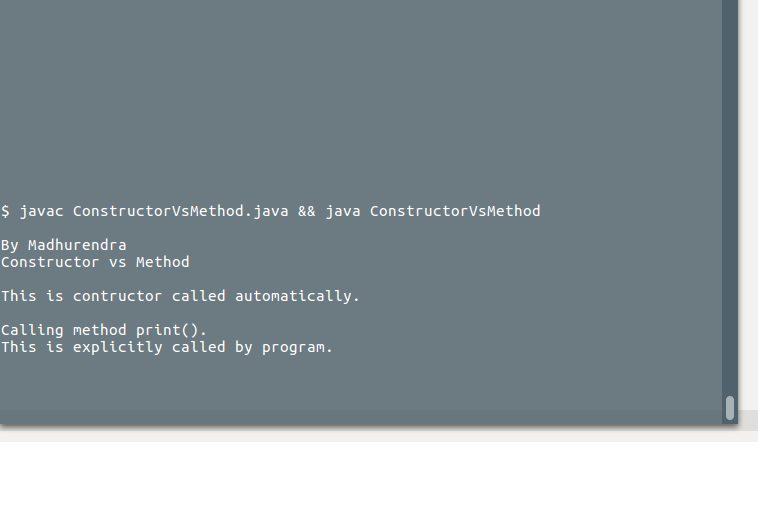 $ javac ConstructorVsMethod.java && java ConstructorVsMethod
By Madhurendra
Constructor vs Method
This is contructor called automatically.
Calling method print().
This is explicitly called by program.